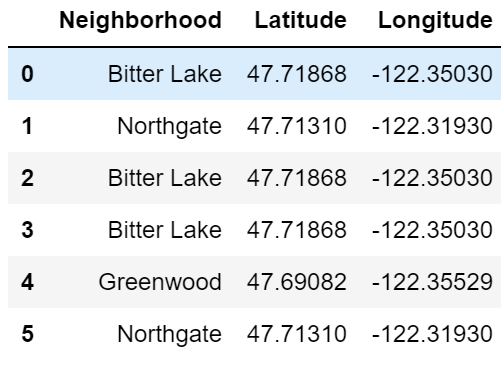 Neighborhood Latitude Longitude
0 Bitter Lake 47.71868 -122.35030
1 Northgate 47.71310 -122.31930
2 Bitter Lake 47.71868 -122.35030
3 Bitter Lake 47.71868 -122.35030
4 Greenwood 47.69082 -122.35529
5 Northgate 47.71310 -122.31930